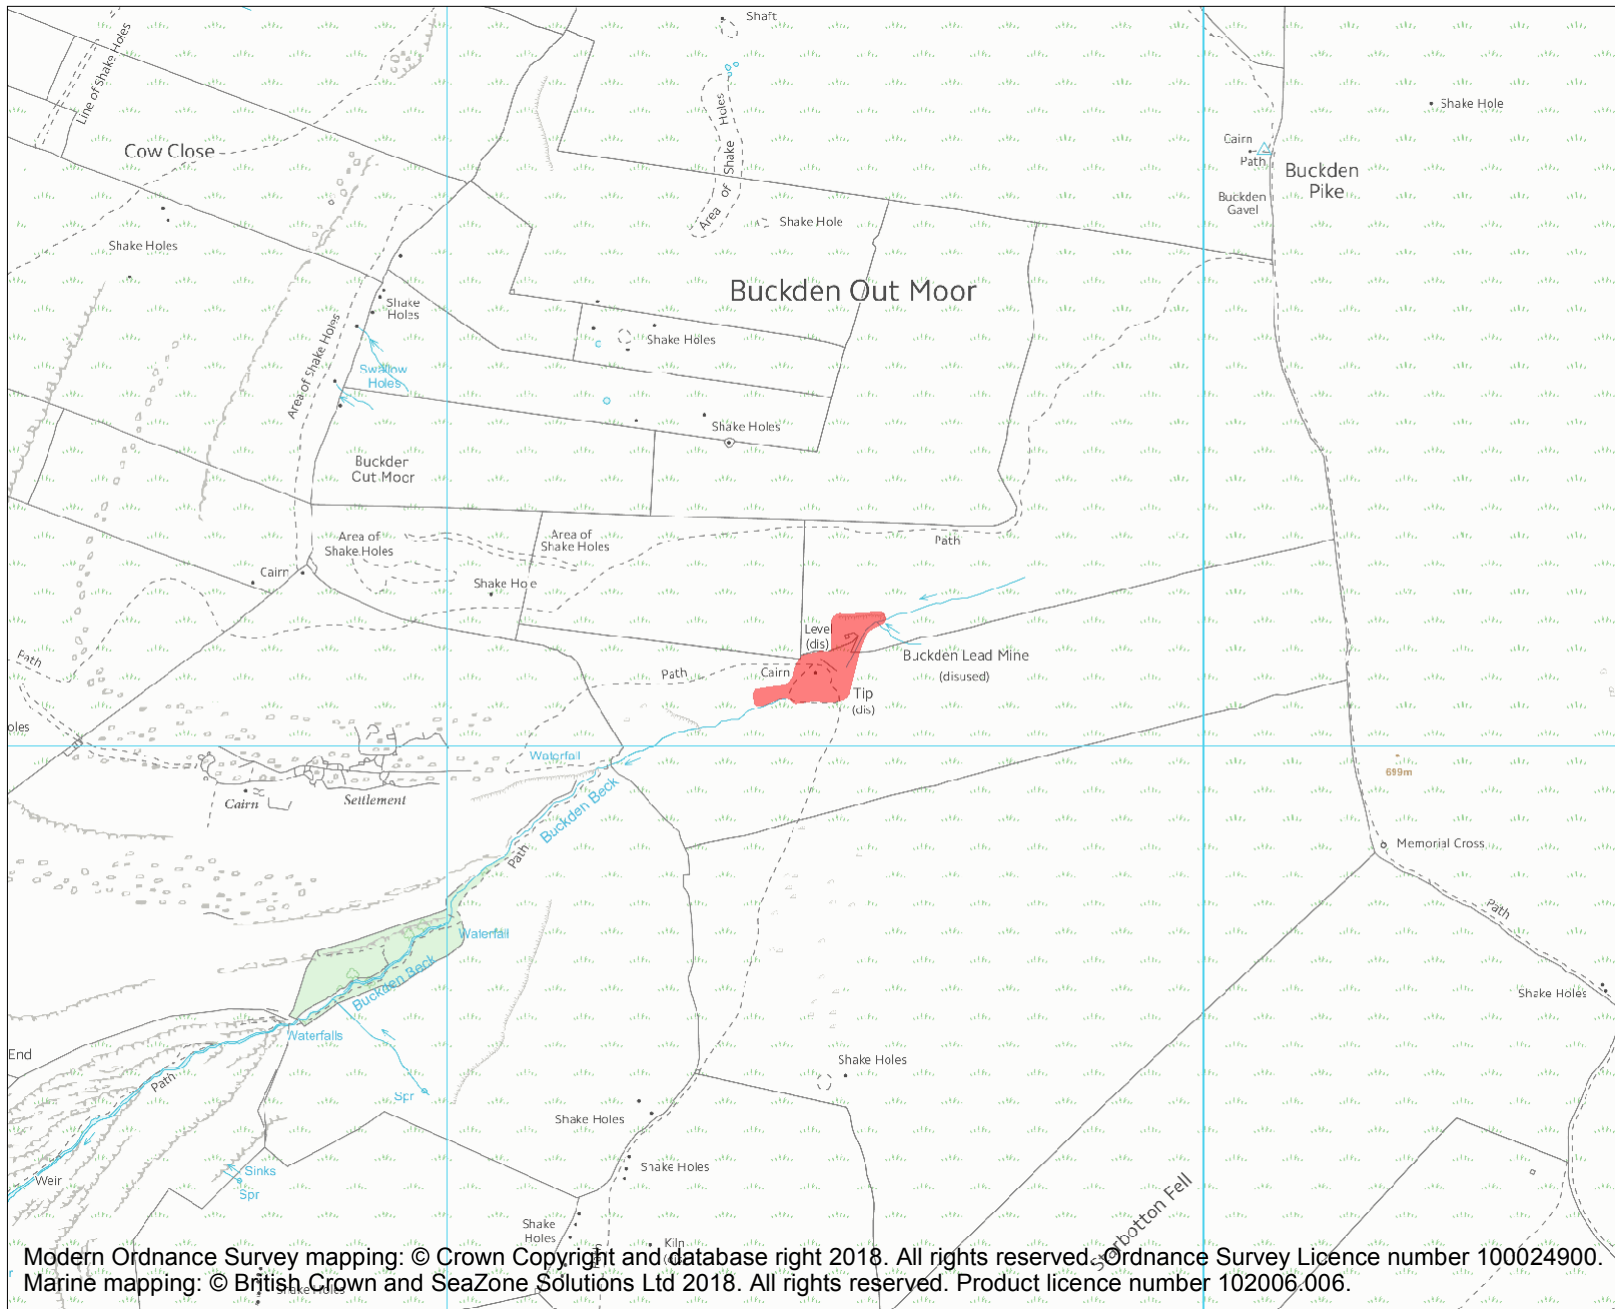 Shaft
Line of Shake Holes
Shake Hole
Cow Close
Area of Shake Holes
Cairn
Path
Buckden
Pike
Buckden
Gavel
Shake Holes
Shake Hole
Buckden Out Moor
Shake
Holes
Area of Shake Holes
Swallow
Holes
Shake Holes
Shake Holes
Buckden
Out Moor
Area of
Shake Holes
Area of
Shake Holes
Path
Cairn
Shake Hole
Level
(dis)
Path
Path
Cairn
Buckden Lead Mine
(disused)
Tip
(dis)
oles
Waterfall
699m
Cairn
Settlement
Buckden Beck
Path
Memorial Cross
Path
Waterfall
Buckden Beck
Shake Holes
Waterfalls
End
Path
Shake Holes
Spr
Shake Holes
Shake Holes
Weir
Sinks
Spr
Shake
Holes
Kiln
Path
Starbotton Fell
Modern Ordnance Survey mapping: © Crown Copyright and database right 2018. All rights reserved. Ordnance Survey Licence number 100024900.
Marine mapping: © British Crown and SeaZone Solutions Ltd 2018. All rights reserved. Product licence number 102006.006.
Shake Holes